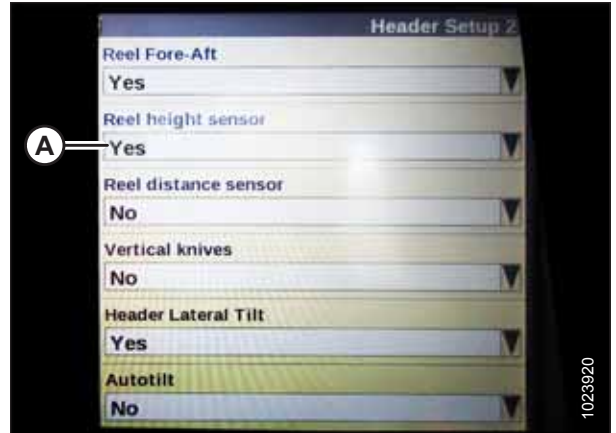 Header Setup 2
Reel Fore-Aft
Yes
Reel height sensor
A
Yes
Reel distance sensor
No
Vertical knives
No
Header Lateral Tilt
Yes
Autotilt
No
1023920